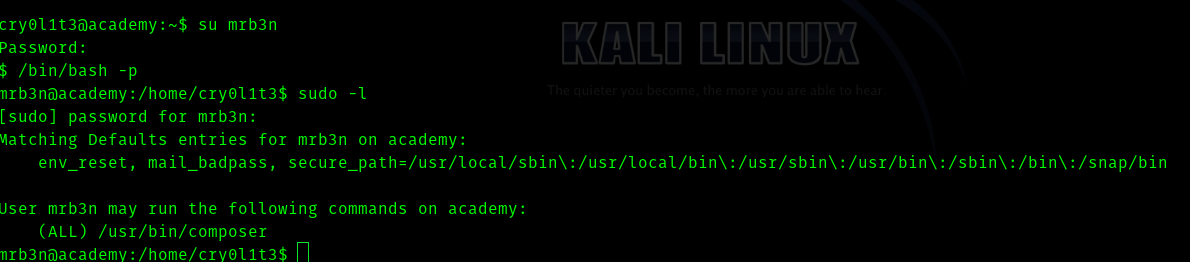 cry0l1t3@academy:~$ su mrb3n
KALI LINUX
Password:
$ /bin/bash -p
The quieter you become, the more you are able to hear
mrb3n@academy:/home/cry0l1t3$ sudo -l
[sudo] password for mrb3n:
Matching Defaults entries for mrb3n on academy:
    env_reset, mail_badpass, secure_path=/usr/local/sbin\:/usr/local/bin\:/usr/sbin\:/usr/bin\:/sbin\:/bin\:/snap/bin
User mrb3n may run the following commands on academy:
    (ALL) /usr/bin/composer
mrb3n@academy:/home/cry0l1t3$